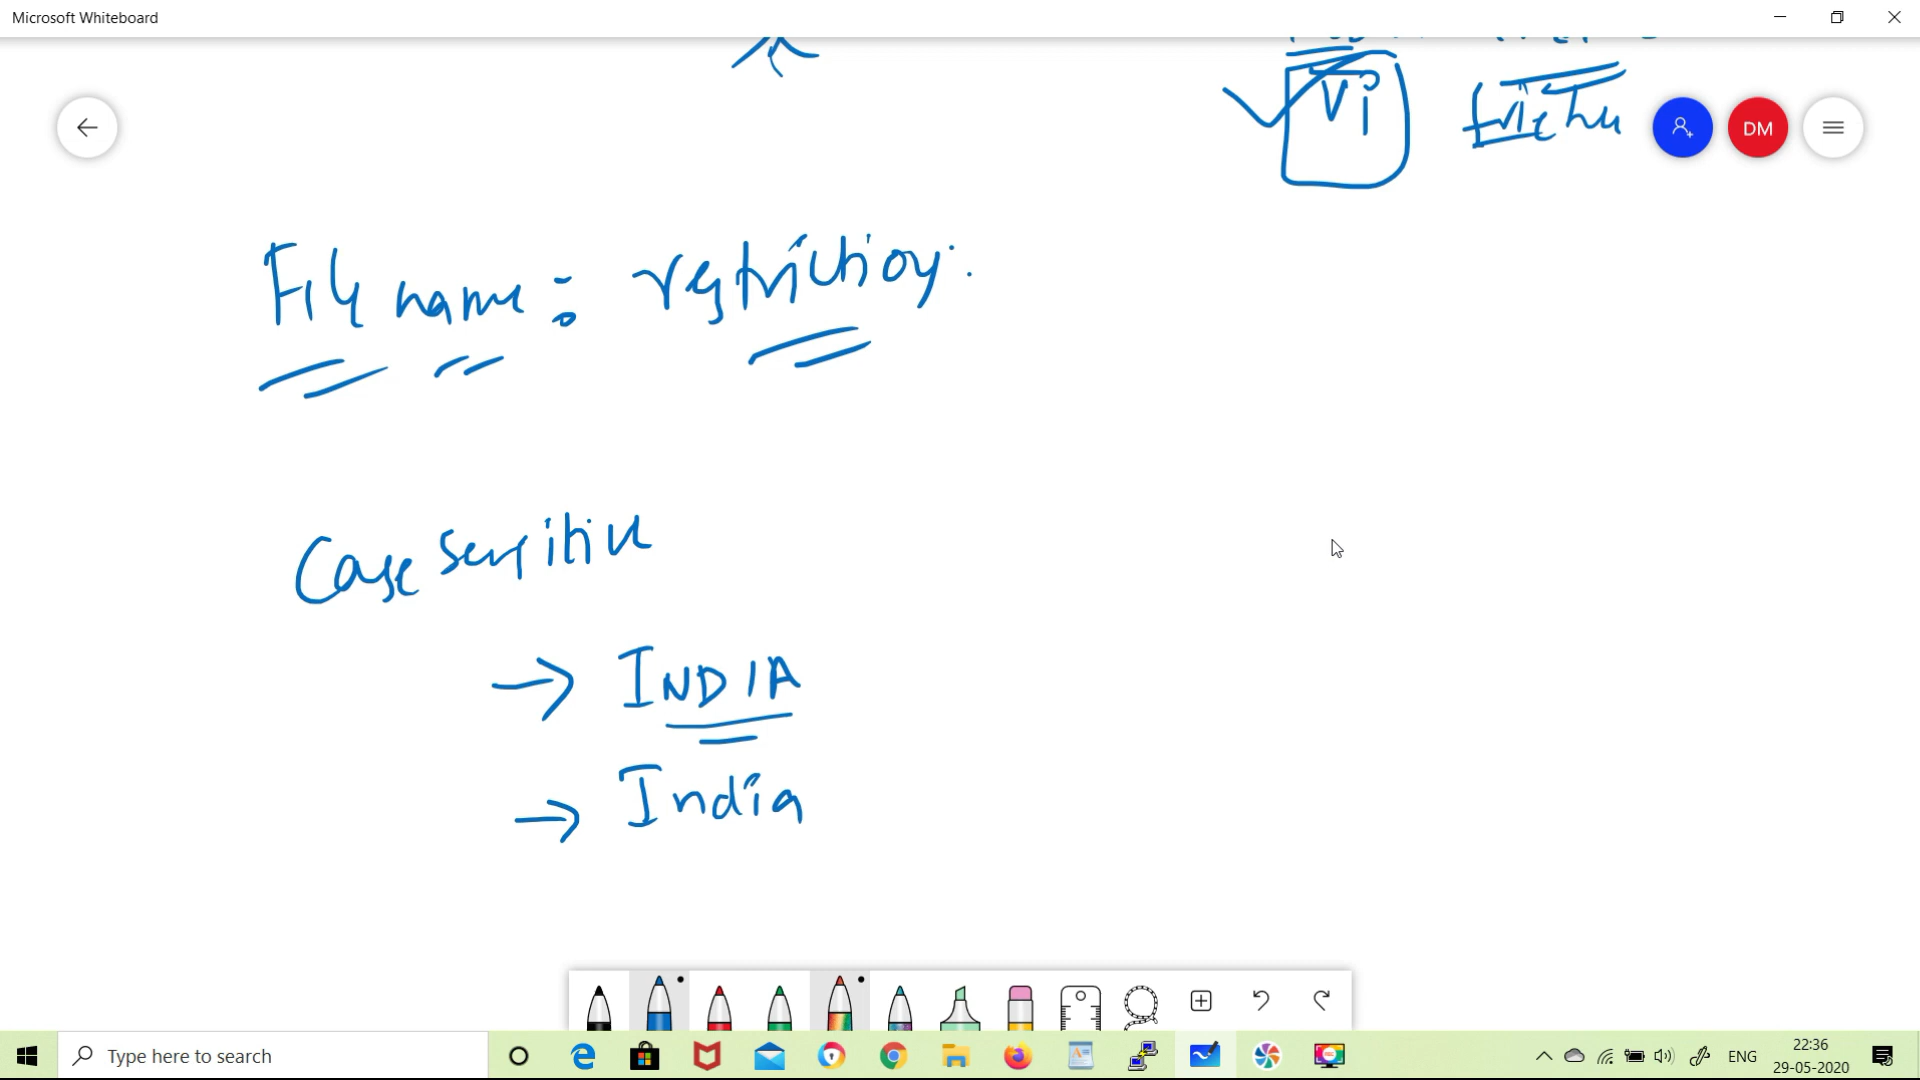 Microsoft Whiteboard
Vi
DM
File name : restrictions.
Case sensitive
→ INDIA
→ India
Type here to search
ENG
22:36
29-05-2020